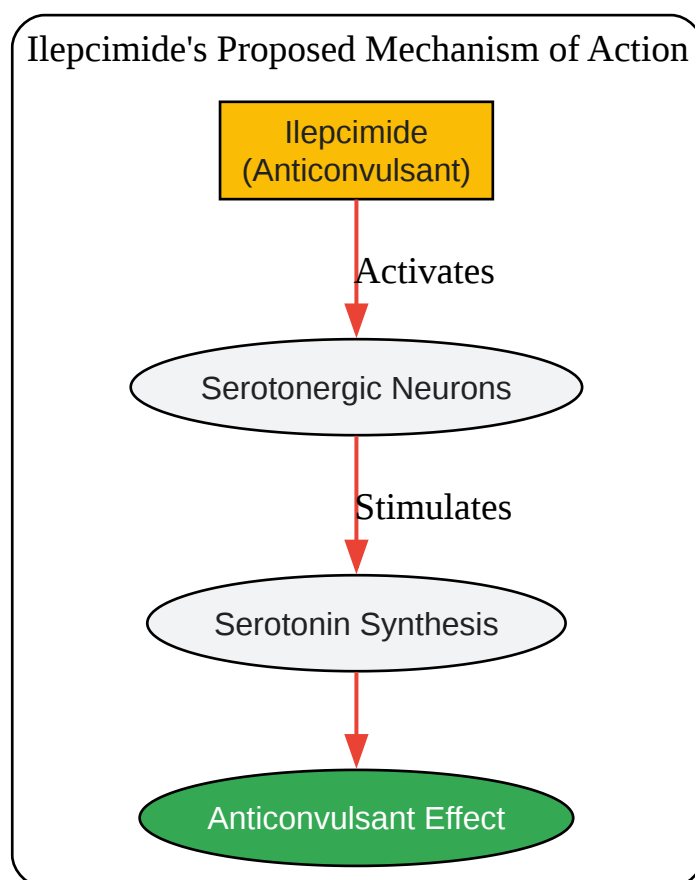 Ilepcimide's Proposed Mechanism of Action
Ilepcimide
(Anticonvulsant)
Activates
Serotonergic Neurons
Stimulates
Serotonin Synthesis
Anticonvulsant Effect